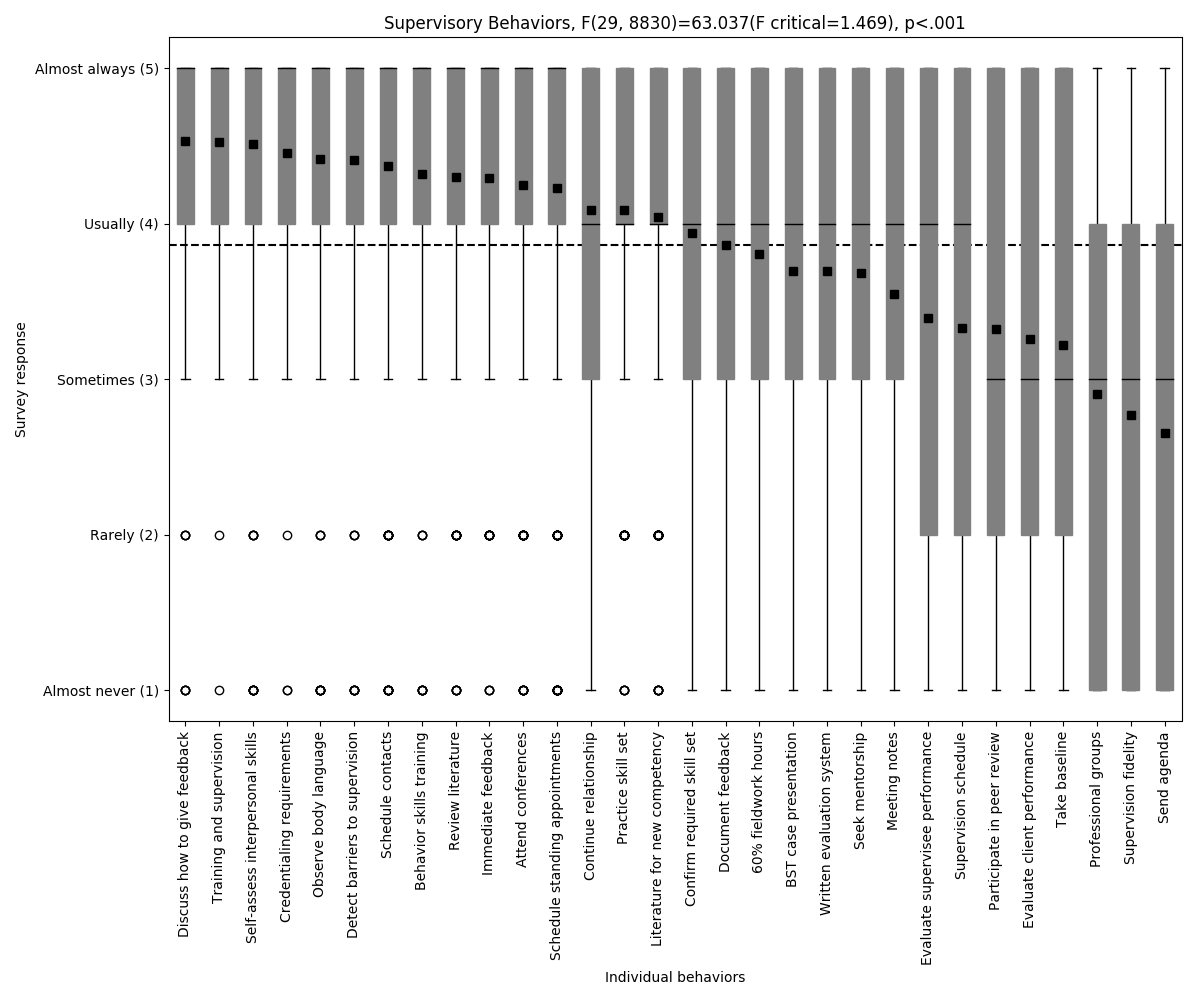 Supervisory Behaviors, F(29, 8830)=63.037(F critical=1.469), p<.001
Survey response
Almost always (5)
Usually (4)
Sometimes (3)
Rarely (2)
Almost never (1)
Discuss how to give feedback
Training and supervision
Self-assess interpersonal skills
Credentialing requirements
Observe body language
Detect barriers to supervision
Schedule contacts
Behavior skills training
Review literature
Immediate feedback
Attend conferences
Schedule standing appointments
Continue relationship
Practice skill set
Literature for new competency
Confirm required skill set
Document feedback
60% fieldwork hours
BST case presentation
Written evaluation system
Seek mentorship
Meeting notes
Evaluate supervisee performance
Supervision schedule
Participate in peer review
Evaluate client performance
Take baseline
Professional groups
Supervision fidelity
Send agenda
Individual behaviors